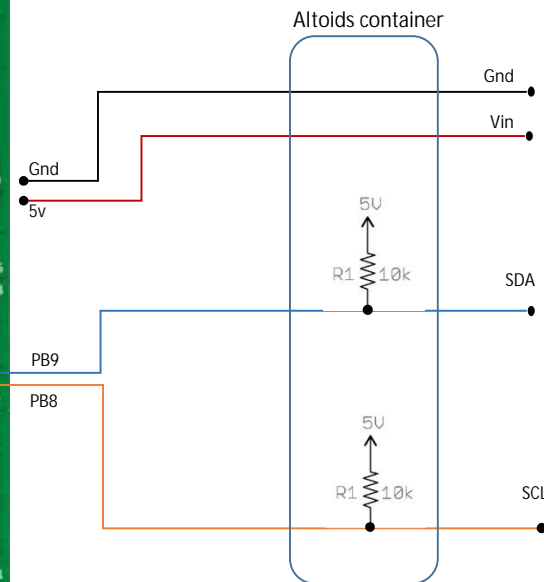 Altoids container
Gnd
Vin
Gnd
5v
5V
R1 10k
SDA
PB9
PB8
5V
R1 10k
SCL